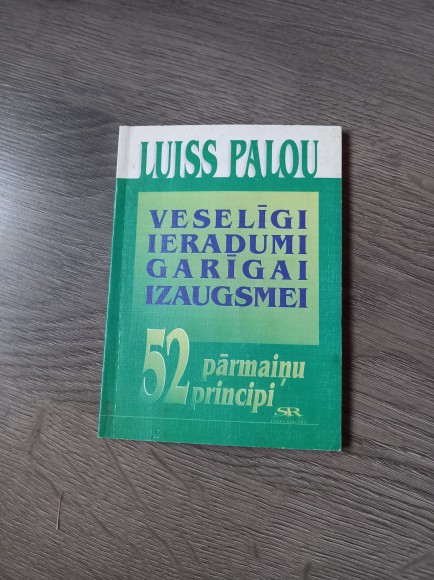 LUISS PALOU
VESELĪGI
IERADUMI
GARĪGAI
IZAUGSMEI
52 pārmaiņu
principi
SR